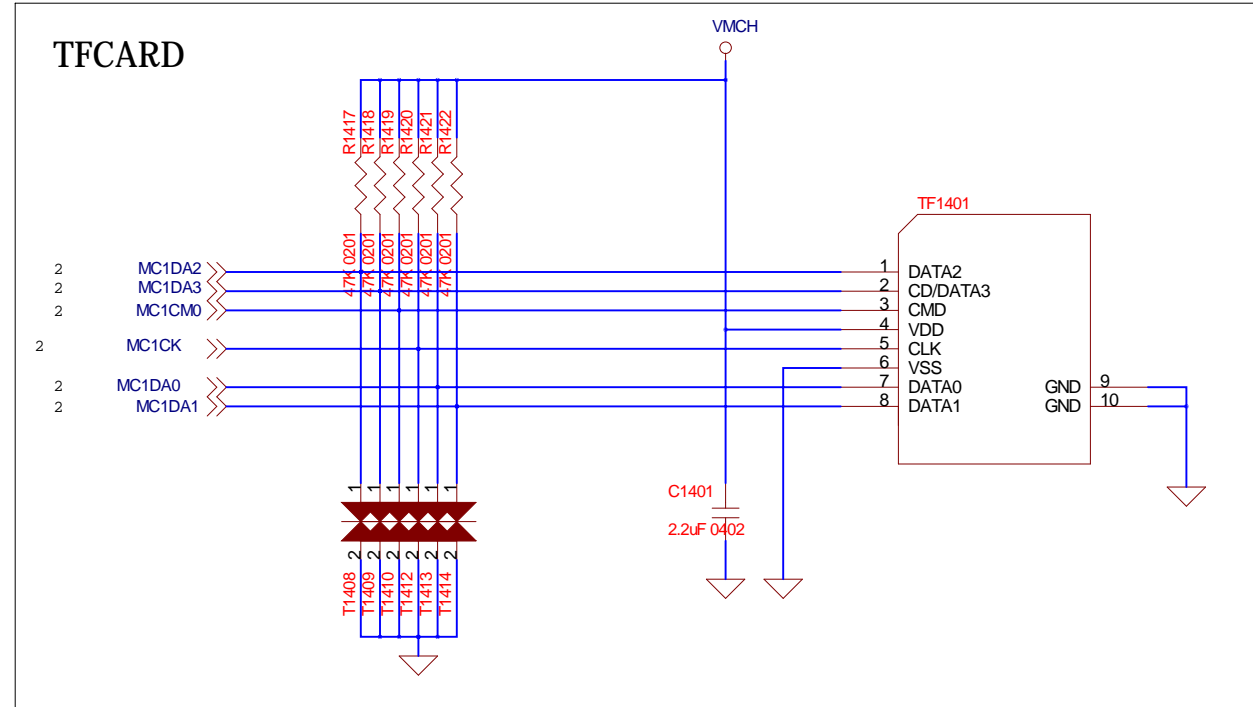 VMCH
TFCARD
R1417
R1418
R1419
R1420
R1421
R1422
47K 0201
47K 0201
47K 0201
47K 0201
47K 0201
47K 0201
TF1401
2 MC1DA2
2 MC1DA3
2 MC1CM0
2 MC1CK
2 MC1DA0
2 MC1DA1
1 DATA2
2 CD/DATA3
3 CMD
4 VDD
5 CLK
6 VSS
7 DATA0 GND 9
8 DATA1 GND 10
1 1 1 1 1 1
2 2 2 2 2 2
T1408
T1409
T1410
T1412
T1413
T1414
C1401
2.2uF 0402